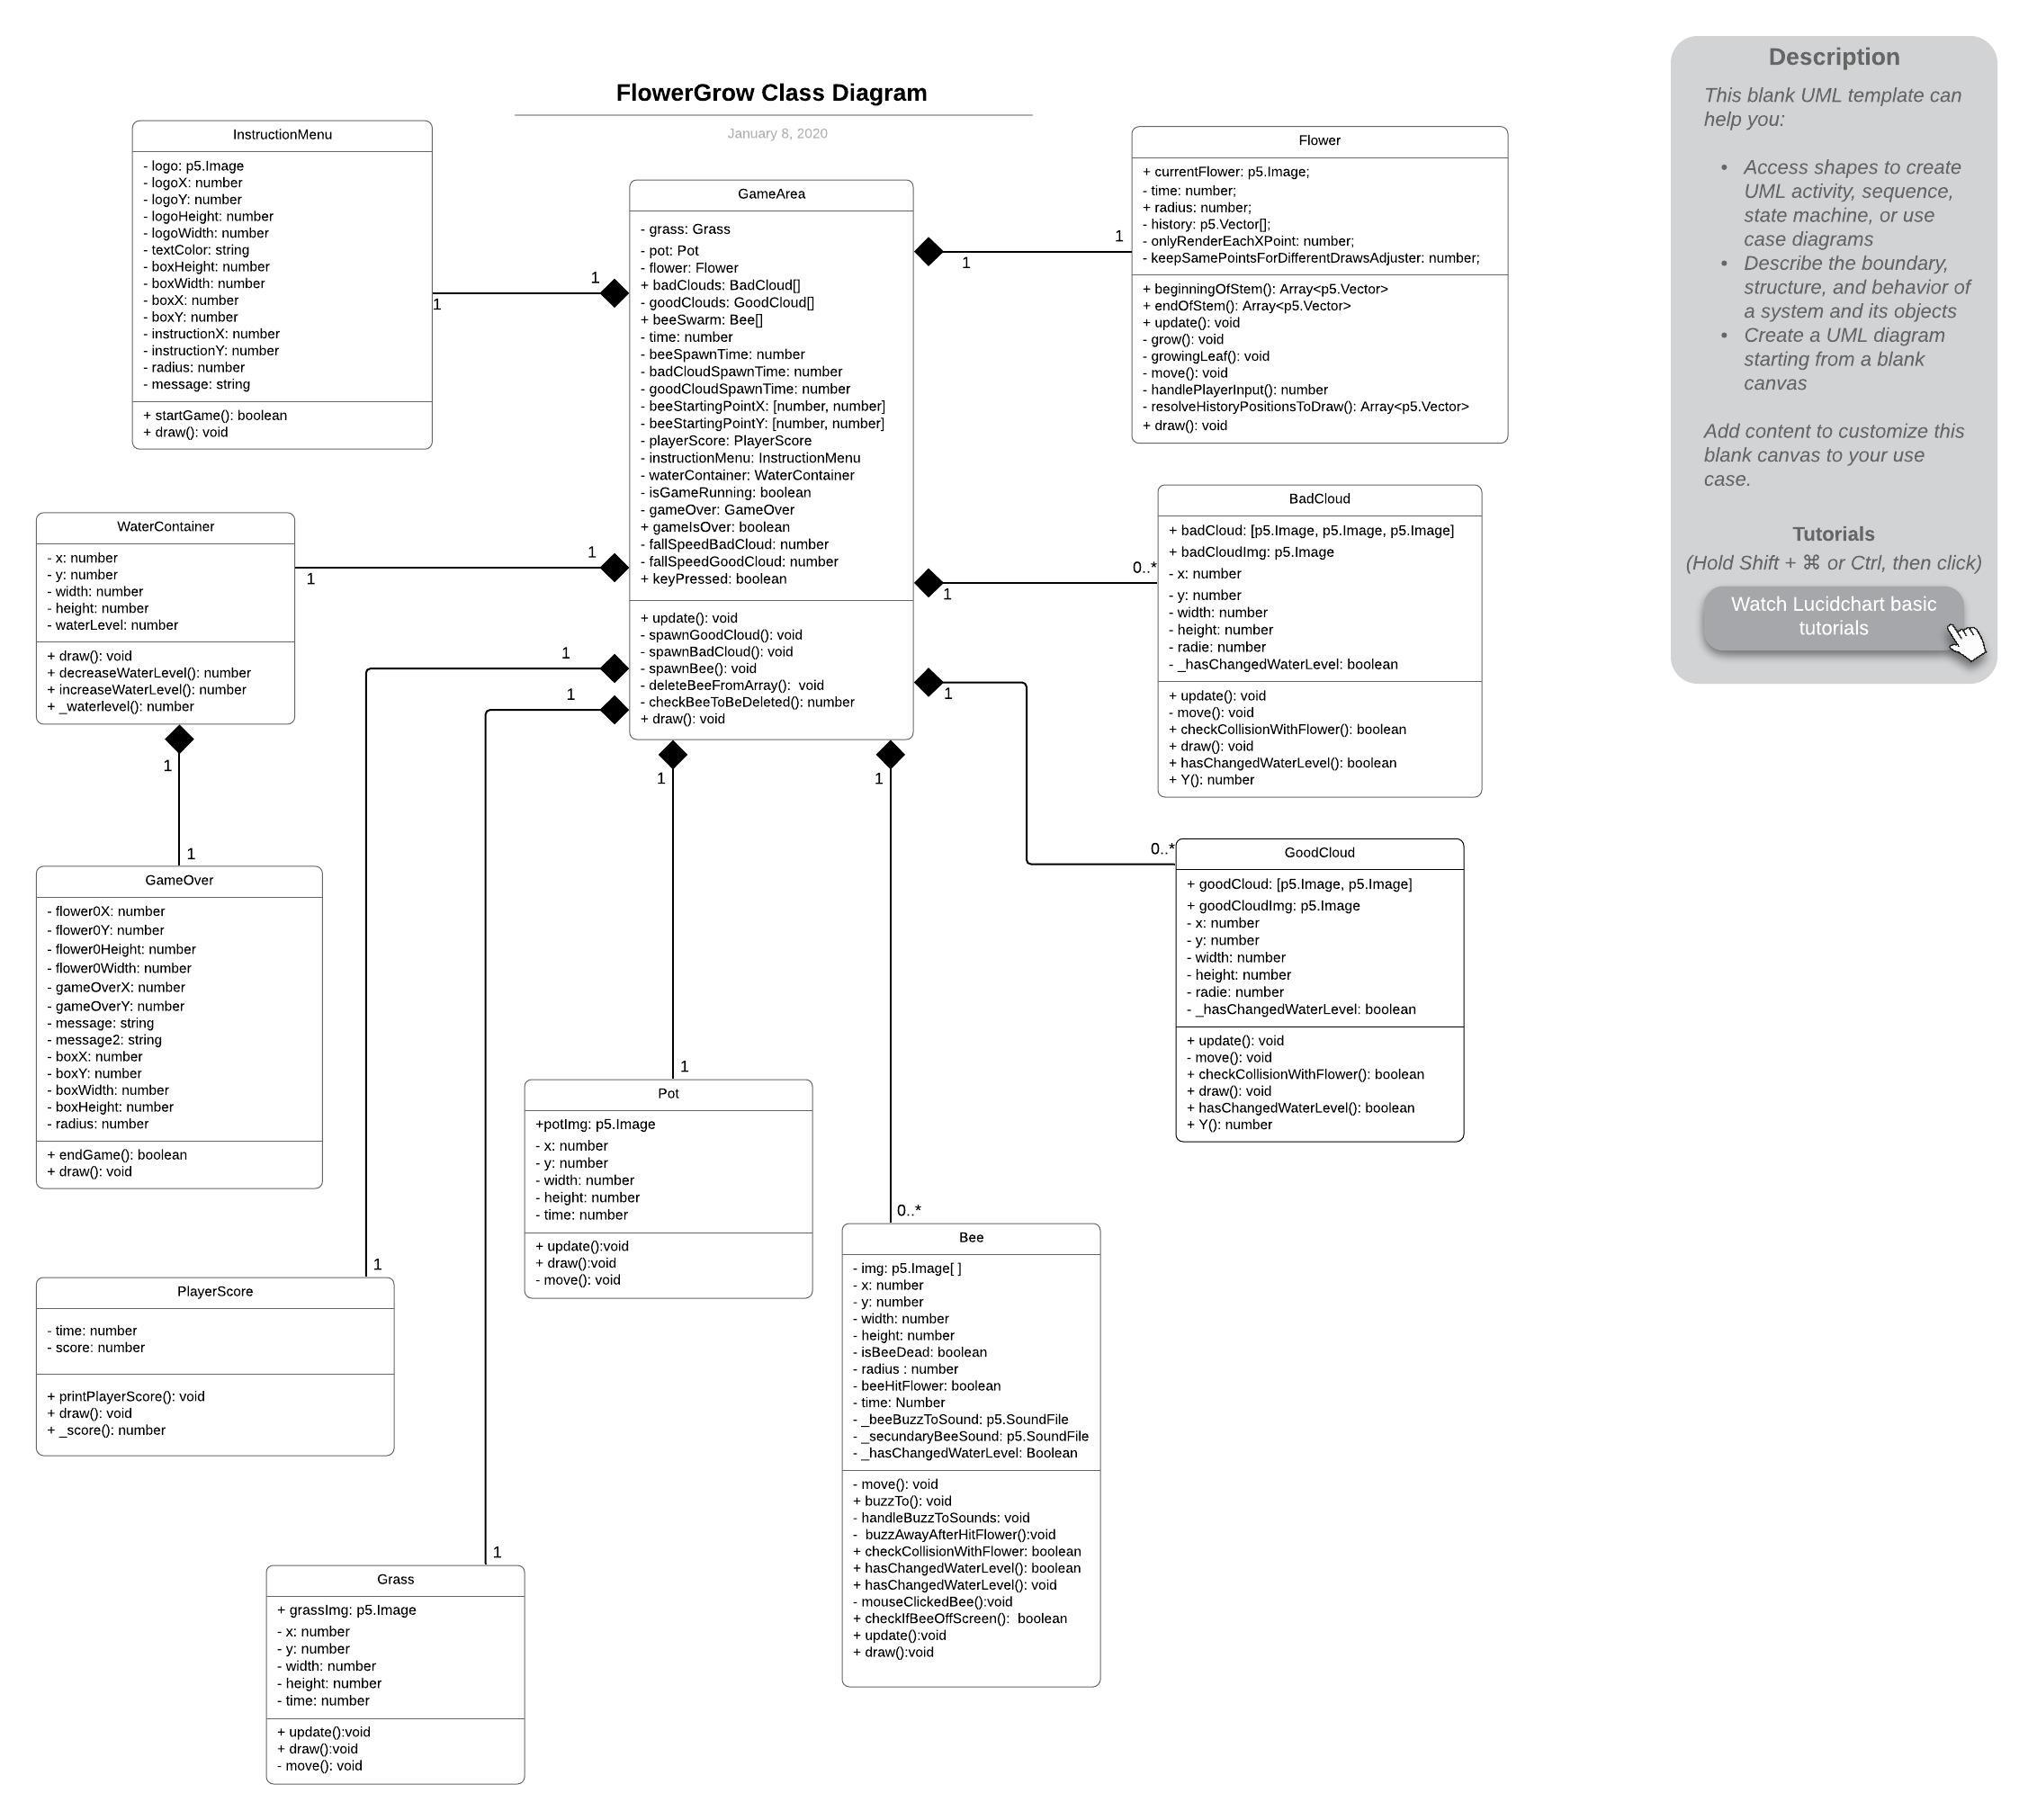 FlowerGrow Class Diagram
January 8, 2020
InstructionMenu
- logo: p5.Image
- logoX: number
- logoY: number
- logoHeight: number
- logoWidth: number
- textColor: string
- boxHeight: number
- boxWidth: number
- boxX: number
- boxY: number
- instructionX: number
- instructionY: number
- radius: number
- message: string
+ startGame(): boolean
+ draw(): void
1
1
GameArea
- grass: Grass
- pot: Pot
- flower: Flower
+ badClouds: BadCloud[]
- goodClouds: GoodCloud[]
+ beeSwarm: Bee[]
- time: number
- beeSpawnTime: number
- badCloudSpawnTime: number
- goodCloudSpawnTime: number
- beeStartingPointX: [number, number]
- beeStartingPointY: [number, number]
- playerScore: PlayerScore
- instructionMenu: InstructionMenu
- waterContainer: WaterContainer
- isGameRunning: boolean
- gameOver: GameOver
+ gameIsOver: boolean
- fallSpeedBadCloud: number
- fallSpeedGoodCloud: number
+ keyPressed: boolean
+ update(): void
- spawnGoodCloud(): void
- spawnBadCloud(): void
- spawnBee(): void
- deleteBeeFromArray():  void
- checkBeeToBeDeleted(): number
+ draw(): void
1
1
Flower
+ currentFlower: p5.Image;
- time: number;
+ radius: number;
- history: p5.Vector[];
- onlyRenderEachXPoint: number;
- keepSamePointsForDifferentDrawsAdjuster: number;
+ beginningOfStem(): Array<p5.Vector>
+ endOfStem(): Array<p5.Vector>
+ update(): void
- grow(): void
- growingLeaf(): void
- move(): void
- handlePlayerInput(): number
- resolveHistoryPositionsToDraw(): Array<p5.Vector>
+ draw(): void
Description
This blank UML template can
help you:
• Access shapes to create
UML activity, sequence,
state machine, or use
case diagrams
• Describe the boundary,
structure, and behavior of
a system and its objects
• Create a UML diagram
starting from a blank
canvas
Add content to customize this
blank canvas to your use
case.
Tutorials
(Hold Shift + ⌘ or Ctrl, then click)
Watch Lucidchart basic
tutorials
WaterContainer
- x: number
- y: number
- width: number
- height: number
- waterLevel: number
+ draw(): void
+ decreaseWaterLevel(): number
+ increaseWaterLevel(): number
+ _waterlevel(): number
1
1
1
1
0..*
1
BadCloud
+ badCloud: [p5.Image, p5.Image, p5.Image]
+ badCloudImg: p5.Image
- x: number
- y: number
- width: number
- height: number
- radie: number
- _hasChangedWaterLevel: boolean
+ update(): void
- move(): void
+ checkCollisionWithFlower(): boolean
+ draw(): void
+ hasChangedWaterLevel(): boolean
+ Y(): number
1
1
1
1
1
0..*
GoodCloud
+ goodCloud: [p5.Image, p5.Image]
+ goodCloudImg: p5.Image
- x: number
- y: number
- width: number
- height: number
- radie: number
- _hasChangedWaterLevel: boolean
+ update(): void
- move(): void
+ checkCollisionWithFlower(): boolean
+ draw(): void
+ hasChangedWaterLevel(): boolean
+ Y(): number
GameOver
- flower0X: number
- flower0Y: number
- flower0Height: number
- flower0Width: number
- gameOverX: number
- gameOverY: number
- message: string
- message2: string
- boxX: number
- boxY: number
- boxWidth: number
- boxHeight: number
- radius: number
+ endGame(): boolean
+ draw(): void
1
Pot
+potImg: p5.Image
- x: number
- y: number
- width: number
- height: number
- time: number
+ update():void
+ draw():void
- move(): void
0..*
Bee
- img: p5.Image[ ]
- x: number
- y: number
- width: number
- height: number
- isBeeDead: boolean
- radius : number
- beeHitFlower: boolean
- time: Number
- _beeBuzzToSound: p5.SoundFile
- _secundaryBeeSound: p5.SoundFile
- _hasChangedWaterLevel: Boolean
- move(): void
+ buzzTo(): void
- handleBuzzToSounds: void
-  buzzAwayAfterHitFlower():void
+ checkCollisionWithFlower: boolean
+ hasChangedWaterLevel(): boolean
+ hasChangedWaterLevel(): void
- mouseClickedBee():void
+ checkIfBeeOffScreen():  boolean
+ update():void
+ draw():void
1
PlayerScore
- time: number
- score: number
+ printPlayerScore(): void
+ draw(): void
+ _score(): number
1
Grass
+ grassImg: p5.Image
- x: number
- y: number
- width: number
- height: number
- time: number
+ update():void
+ draw():void
- move(): void